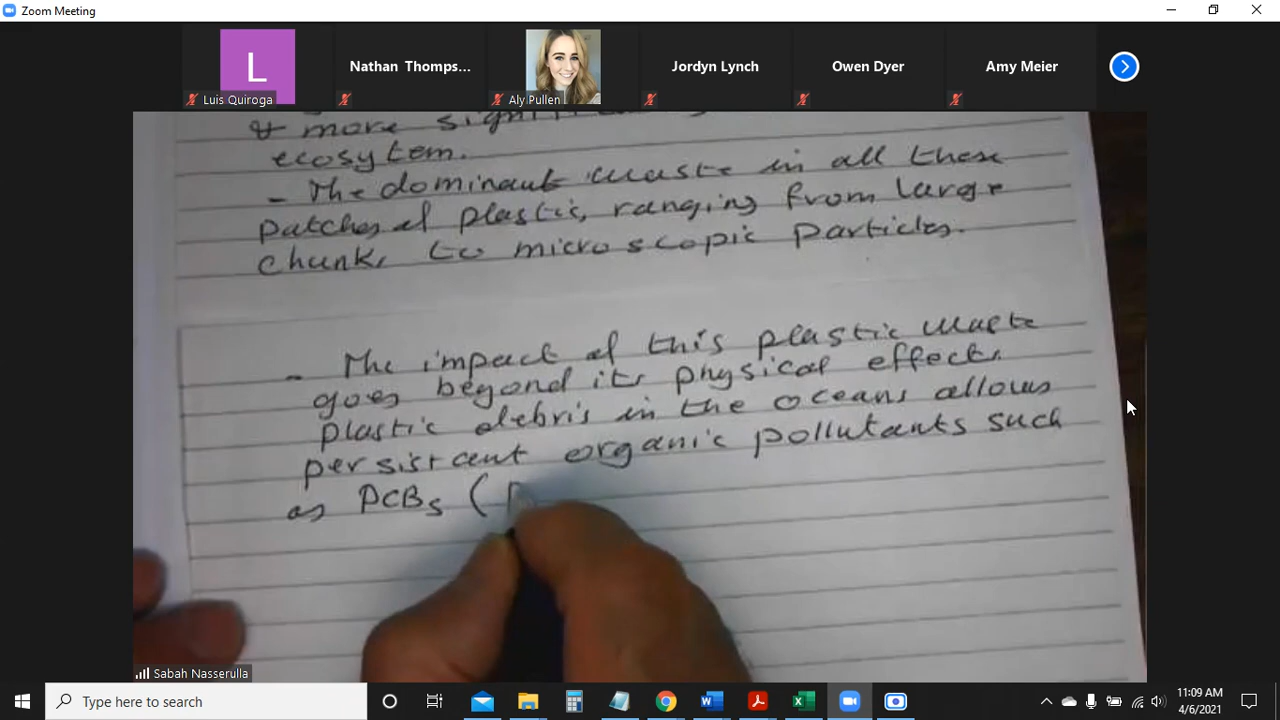 Zoom Meeting
L
Luis Quiroga
Nathan Thomps...
Aly Pullen
Jordyn Lynch
Owen Dyer
Amy Meier
& more
ecosytem.
- The dominant waste in all these
patches of plastic, ranging from large
chunks to microscopic particles.
- The impact of this plastic waste
goes beyond its physical effects
plastic debris in the oceans allows
persistent organic pollutants such
as PCBs (
Sabah Nasserulla
Type here to search
11:09 AM
4/6/2021